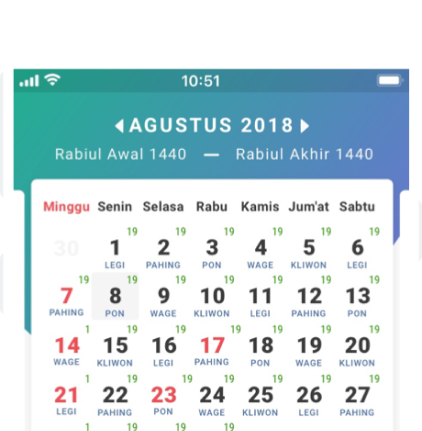 10:51
AGUSTUS 2018
Rabiul Awal 1440 — Rabiul Akhir 1440
Minggu Senin Selasa Rabu Kamis Jum'at Sabtu
19 19 19 19 19 19
30 1 2 3 4 5 6
LEGI PAHING PON WAGE KLIWON LEGI
19 19 19 19 19 19 19
7 8 9 10 11 12 13
PAHING PON WAGE KLIWON LEGI PAHING PON
1 19 19 19 19 19 19
14 15 16 17 18 19 20
WAGE KLIWON LEGI PAHING PON WAGE KLIWON
1 19 19 19 19 19 19
21 22 23 24 25 26 27
LEGI PAHING PON WAGE KLIWON LEGI PAHING
1 19 19 19